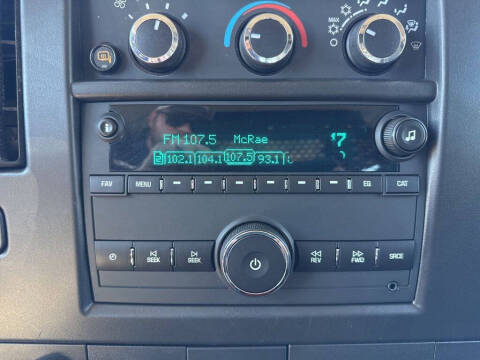 MAX
FM 107.5 McRae
102.1 104.1 107.5 93.1
FAV MENU EQ CAT
SEEK SEEK REV FWD SRCE